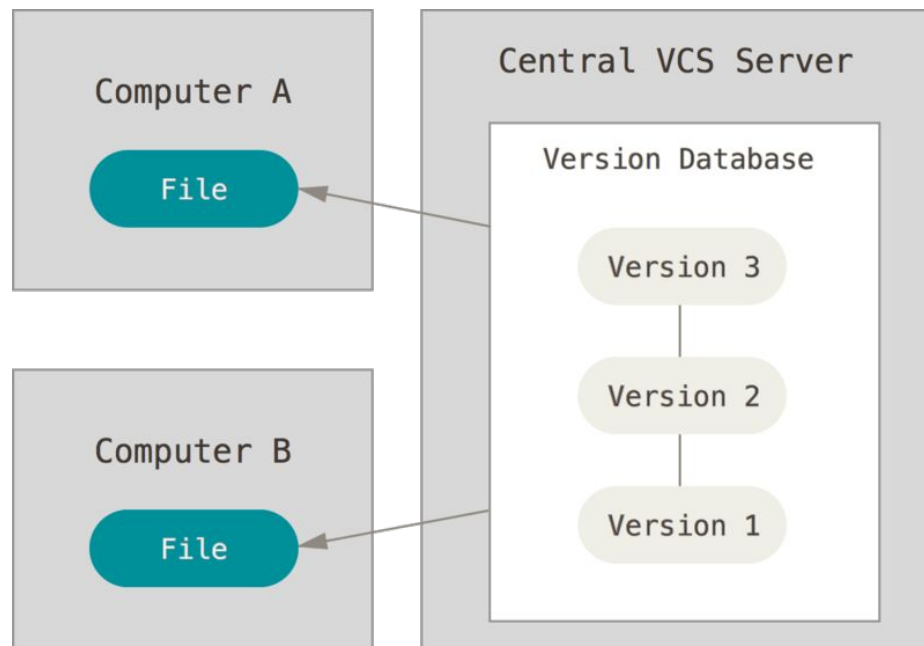 Computer A
File
Computer B
File
Central VCS Server
Version Database
Version 3
Version 2
Version 1